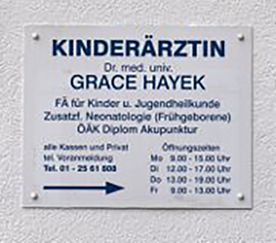 KINDERÄRZTIN
Dr. med. univ.
GRACE HAYEK
FÄ für Kinder u. Jugendheilkunde
Zusatzf. Neonatologie (Frühgeborene)
ÖÄK Diplom Akupunktur
alle Kassen und Privat
tel. Voranmeldung
Tel. 01 - 25 61 608
Öffnungszeiten
Mo 9.00 - 15.00 Uhr
Di 12.00 - 17.00 Uhr
Do 13.00 - 19.00 Uhr
Fr 9.00 - 13.00 Uhr